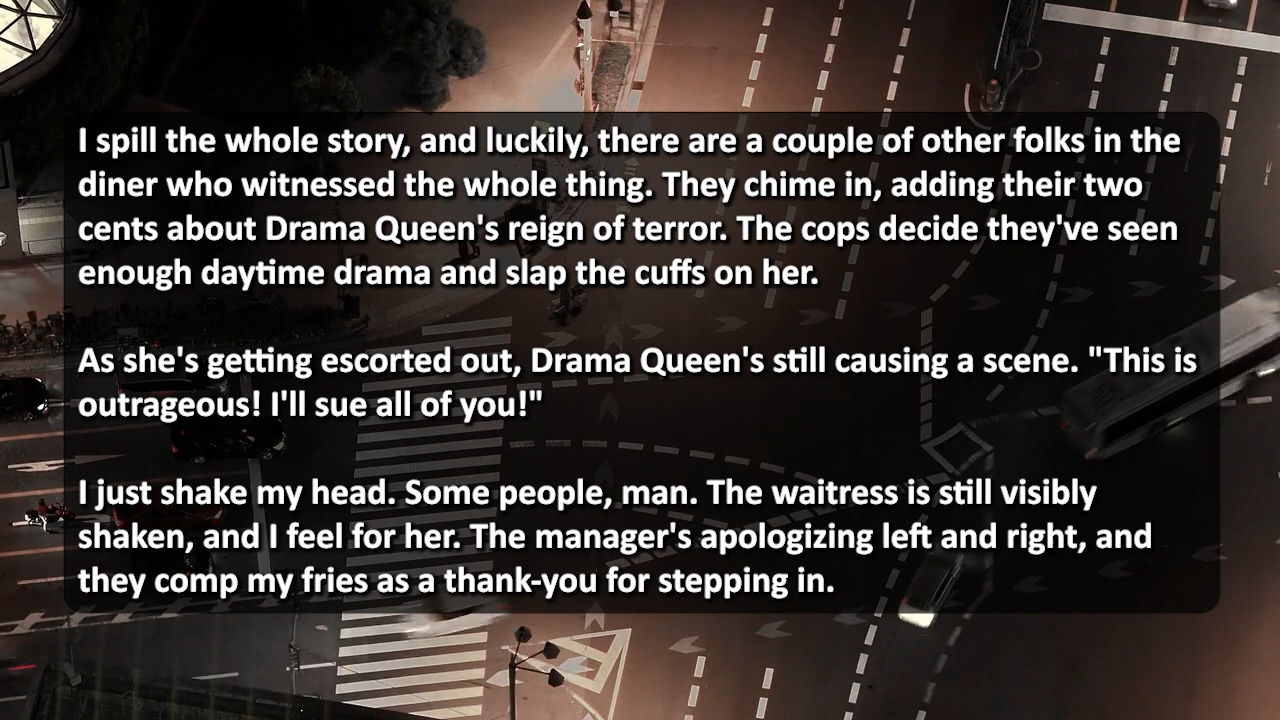 I spill the whole story, and luckily, there are a couple of other folks in the
diner who witnessed the whole thing. They chime in, adding their two
cents about Drama Queen's reign of terror. The cops decide they've seen
enough daytime drama and slap the cuffs on her.
As she's getting escorted out, Drama Queen's still causing a scene. "This is
outrageous! I'll sue all of you!"
I just shake my head. Some people, man. The waitress is still visibly
shaken, and I feel for her. The manager's apologizing left and right, and
they comp my fries as a thank-you for stepping in.